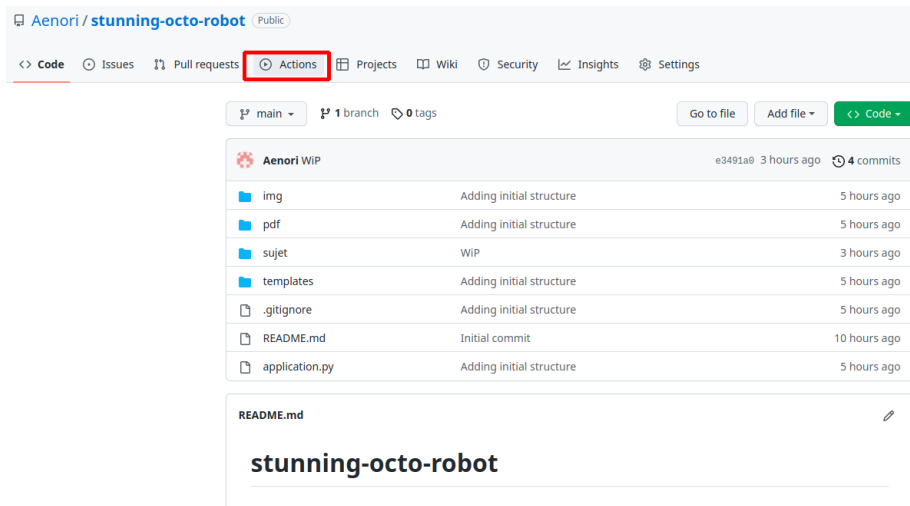 Aenori / stunning-octo-robot Public
Code Issues Pull requests Actions Projects Wiki Security Insights Settings
main 1 branch 0 tags Go to file Add file Code
Aenori WiP e3491a0 3 hours ago 4 commits
img Adding initial structure 5 hours ago
pdf Adding initial structure 5 hours ago
sujet WiP 3 hours ago
templates Adding initial structure 5 hours ago
.gitignore Adding initial structure 5 hours ago
README.md Initial commit 10 hours ago
application.py Adding initial structure 5 hours ago
README.md
stunning-octo-robot